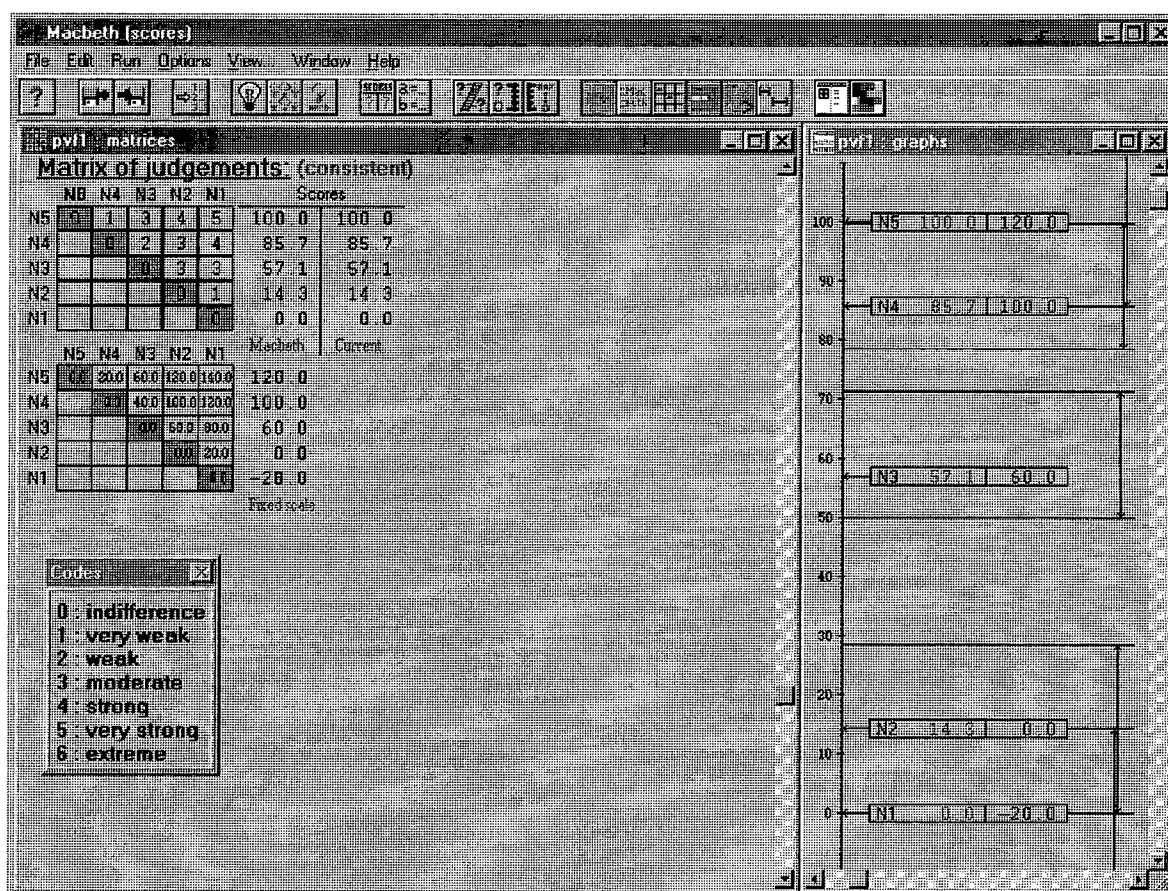 Macbeth (scores)
File Edit Run Options View... Window Help
pvf1 : matrices
Matrix of judgements: (consistent)
N8 N4 N3 N2 N1 Scores
N5 0 1 3 4 5 100.0 100.0
N4 0 2 3 4 85.7 85.7
N3 0 3 3 57.1 57.1
N2 0 1 14.3 14.3
N1 0 0.0 0.0
Macbeth Current
N5 N4 N3 N2 N1
N5 0.0 20.0 60.0 120.0 140.0 120.0
N4 0.0 40.0 100.0 120.0 100.0
N3 0.0 60.0 80.0 60.0
N2 0.0 20.0 0.0
N1 -20.0
Fixed scale
Codes
0 : indifference
1 : very weak
2 : weak
3 : moderate
4 : strong
5 : very strong
6 : extreme
pvf1 : graphs
100 N5 100.0 120.0
90
N4 85.7 100.0
80
70
60
N3 57.1 60.0
50
40
30
20
N2 14.3 0.0
10
0 N1 0.0 -20.0